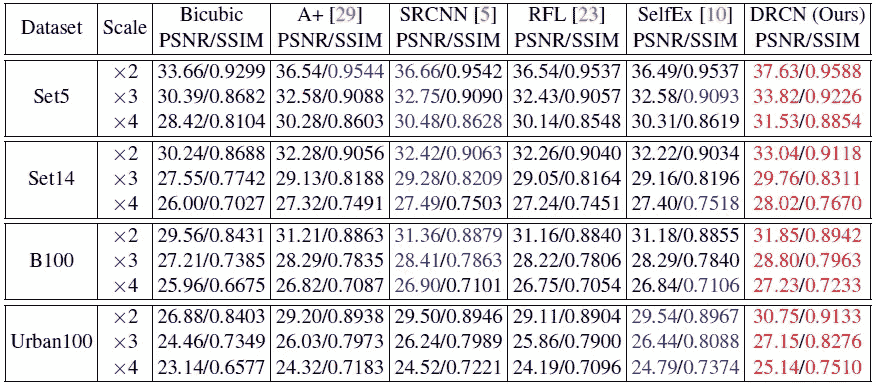 Dataset Scale Bicubic A+ [29] SRCNN [5] RFL [23] SelfEx [10] DRCN (Ours)
PSNR/SSIM PSNR/SSIM PSNR/SSIM PSNR/SSIM PSNR/SSIM PSNR/SSIM
Set5 ×2 33.66/0.9299 36.54/0.9544 36.66/0.9542 36.54/0.9537 36.49/0.9537 37.63/0.9588
×3 30.39/0.8682 32.58/0.9088 32.75/0.9090 32.43/0.9057 32.58/0.9093 33.82/0.9226
×4 28.42/0.8104 30.28/0.8603 30.48/0.8628 30.14/0.8548 30.31/0.8619 31.53/0.8854
Set14 ×2 30.24/0.8688 32.28/0.9056 32.42/0.9063 32.26/0.9040 32.22/0.9034 33.04/0.9118
×3 27.55/0.7742 29.13/0.8188 29.28/0.8209 29.05/0.8164 29.16/0.8196 29.76/0.8311
×4 26.00/0.7027 27.32/0.7491 27.49/0.7503 27.24/0.7451 27.40/0.7518 28.02/0.7670
B100 ×2 29.56/0.8431 31.21/0.8863 31.36/0.8879 31.16/0.8840 31.18/0.8855 31.85/0.8942
×3 27.21/0.7385 28.29/0.7835 28.41/0.7863 28.22/0.7806 28.29/0.7840 28.80/0.7963
×4 25.96/0.6675 26.82/0.7087 26.90/0.7101 26.75/0.7054 26.84/0.7106 27.23/0.7233
Urban100 ×2 26.88/0.8403 29.20/0.8938 29.50/0.8946 29.11/0.8904 29.54/0.8967 30.75/0.9133
×3 24.46/0.7349 26.03/0.7973 26.24/0.7989 25.86/0.7900 26.44/0.8088 27.15/0.8276
×4 23.14/0.6577 24.32/0.7183 24.52/0.7221 24.19/0.7096 24.79/0.7374 25.14/0.7510